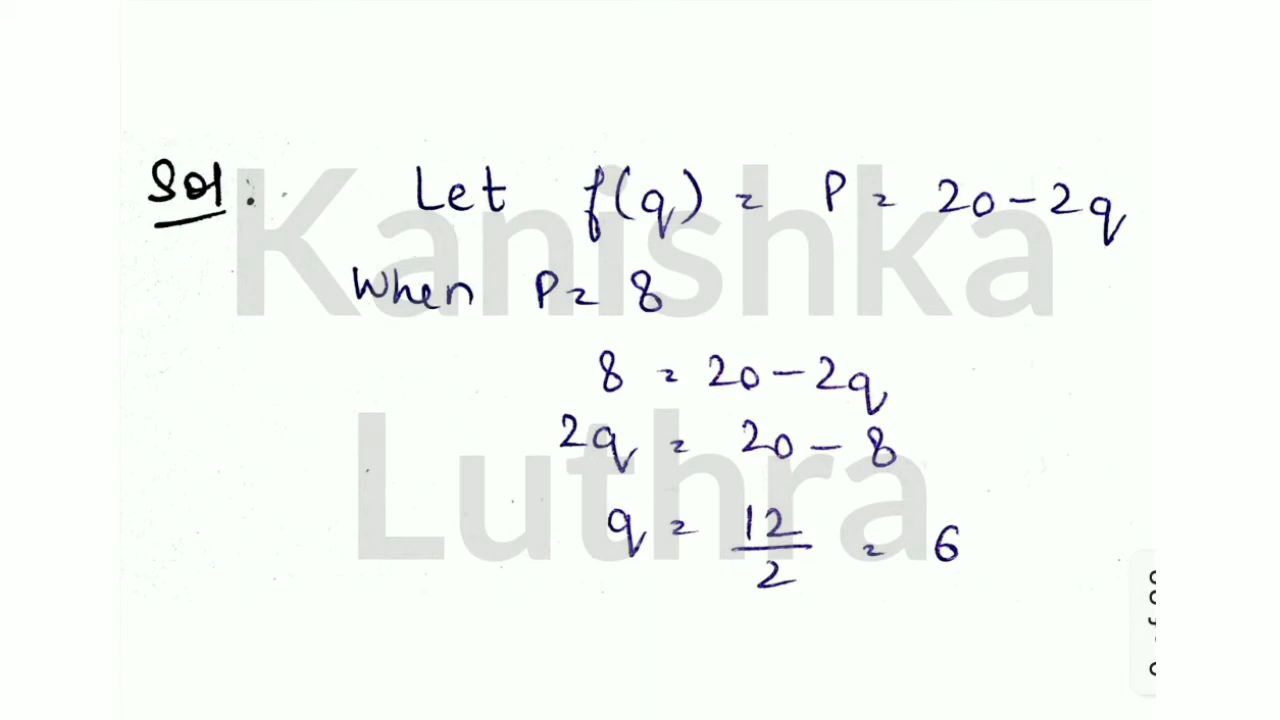 Sol:
Let f(q) = P = 20 - 2q
When P = 8
8 = 20 - 2q
2q = 20 - 8
q = 12/2 = 6
Kanishka
Luthra